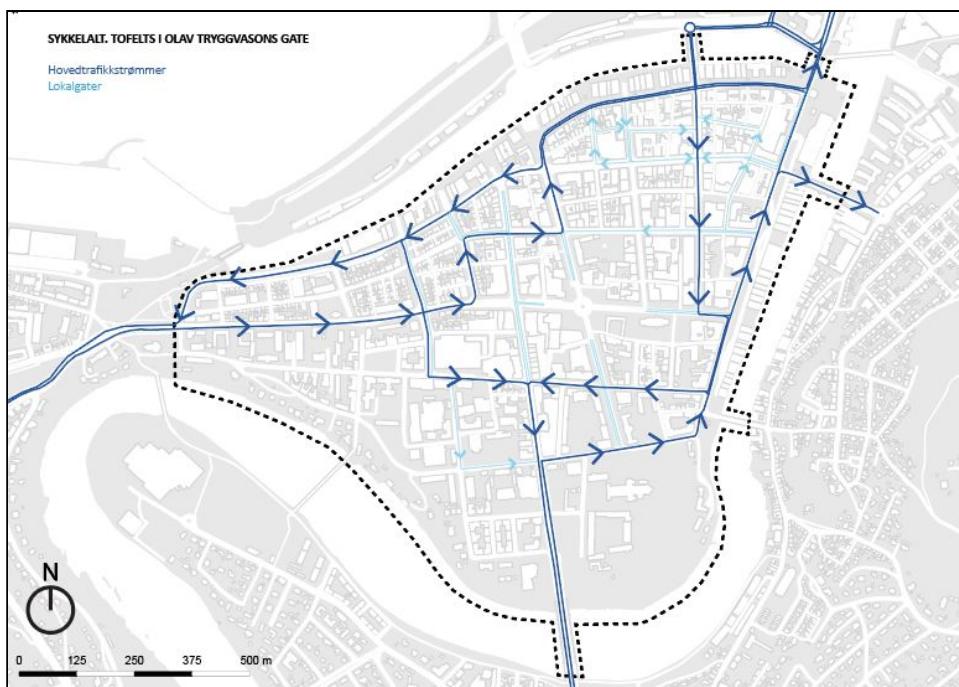 SYKKELALT. TOFELTS I OLAV TRYGGVASONS GATE
Hovedtrafikkstrømmer
Lokalgater
N
0 125 250 375 500 m